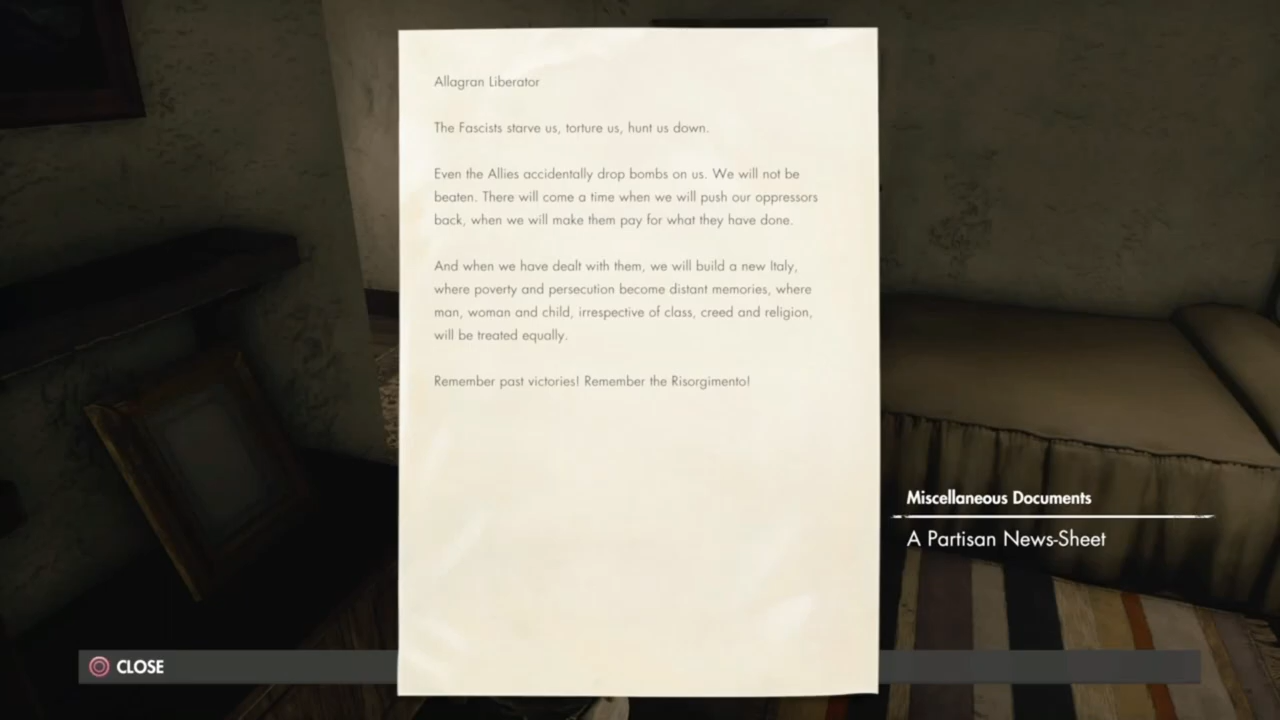 Allagran Liberator
The Fascists starve us, torture us, hunt us down.
Even the Allies accidentally drop bombs on us. We will not be
beaten. There will come a time when we will push our oppressors
back, when we will make them pay for what they have done.
And when we have dealt with them, we will build a new Italy,
where poverty and persecution become distant memories, where
man, woman and child, irrespective of class, creed and religion,
will be treated equally.
Remember past victories! Remember the Risorgimento!
Miscellaneous Documents
A Partisan News-Sheet
CLOSE